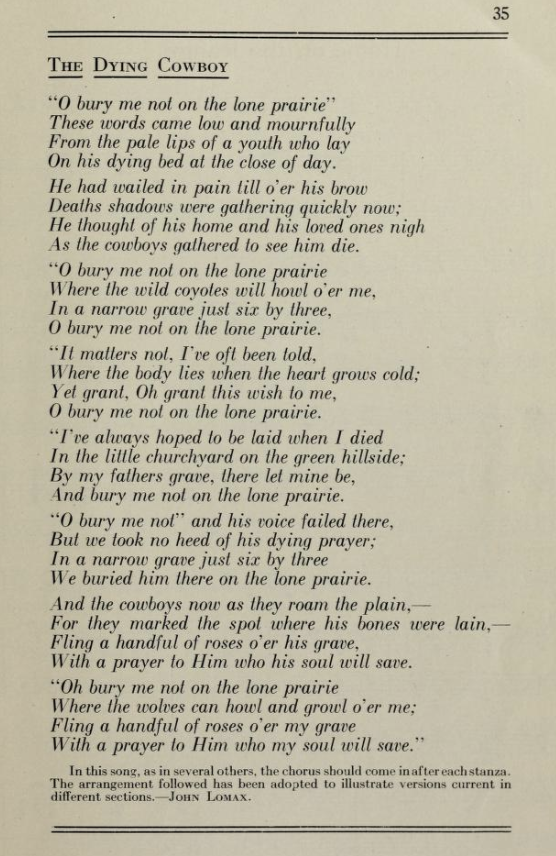 35
THE DYING COWBOY
"O bury me not on the lone prairie"
These words came low and mournfully
From the pale lips of a youth who lay
On his dying bed at the close of day.
He had wailed in pain till o'er his brow
Deaths shadows were gathering quickly now;
He thought of his home and his loved ones nigh
As the cowboys gathered to see him die.
"O bury me not on the lone prairie
Where the wild coyotes will howl o'er me,
In a narrow grave just six by three,
O bury me not on the lone prairie.
"It matters not, I've oft been told,
Where the body lies when the heart grows cold;
Yet grant, Oh grant this wish to me,
O bury me not on the lone prairie.
"I've always hoped to be laid when I died
In the little churchyard on the green hillside;
By my fathers grave, there let mine be,
And bury me not on the lone prairie.
"O bury me not" and his voice failed there,
But we took no heed of his dying prayer;
In a narrow grave just six by three
We buried him there on the lone prairie.
And the cowboys now as they roam the plain,—
For they marked the spot where his bones were lain,—
Fling a handful of roses o'er his grave,
With a prayer to Him who his soul will save.
"Oh bury me not on the lone prairie
Where the wolves can howl and growl o'er me;
Fling a handful of roses o'er my grave
With a prayer to Him who my soul will save."
In this song, as in several others, the chorus should come in after each stanza.
The arrangement followed has been adopted to illustrate versions current in
different sections.—JOHN LOMAX.